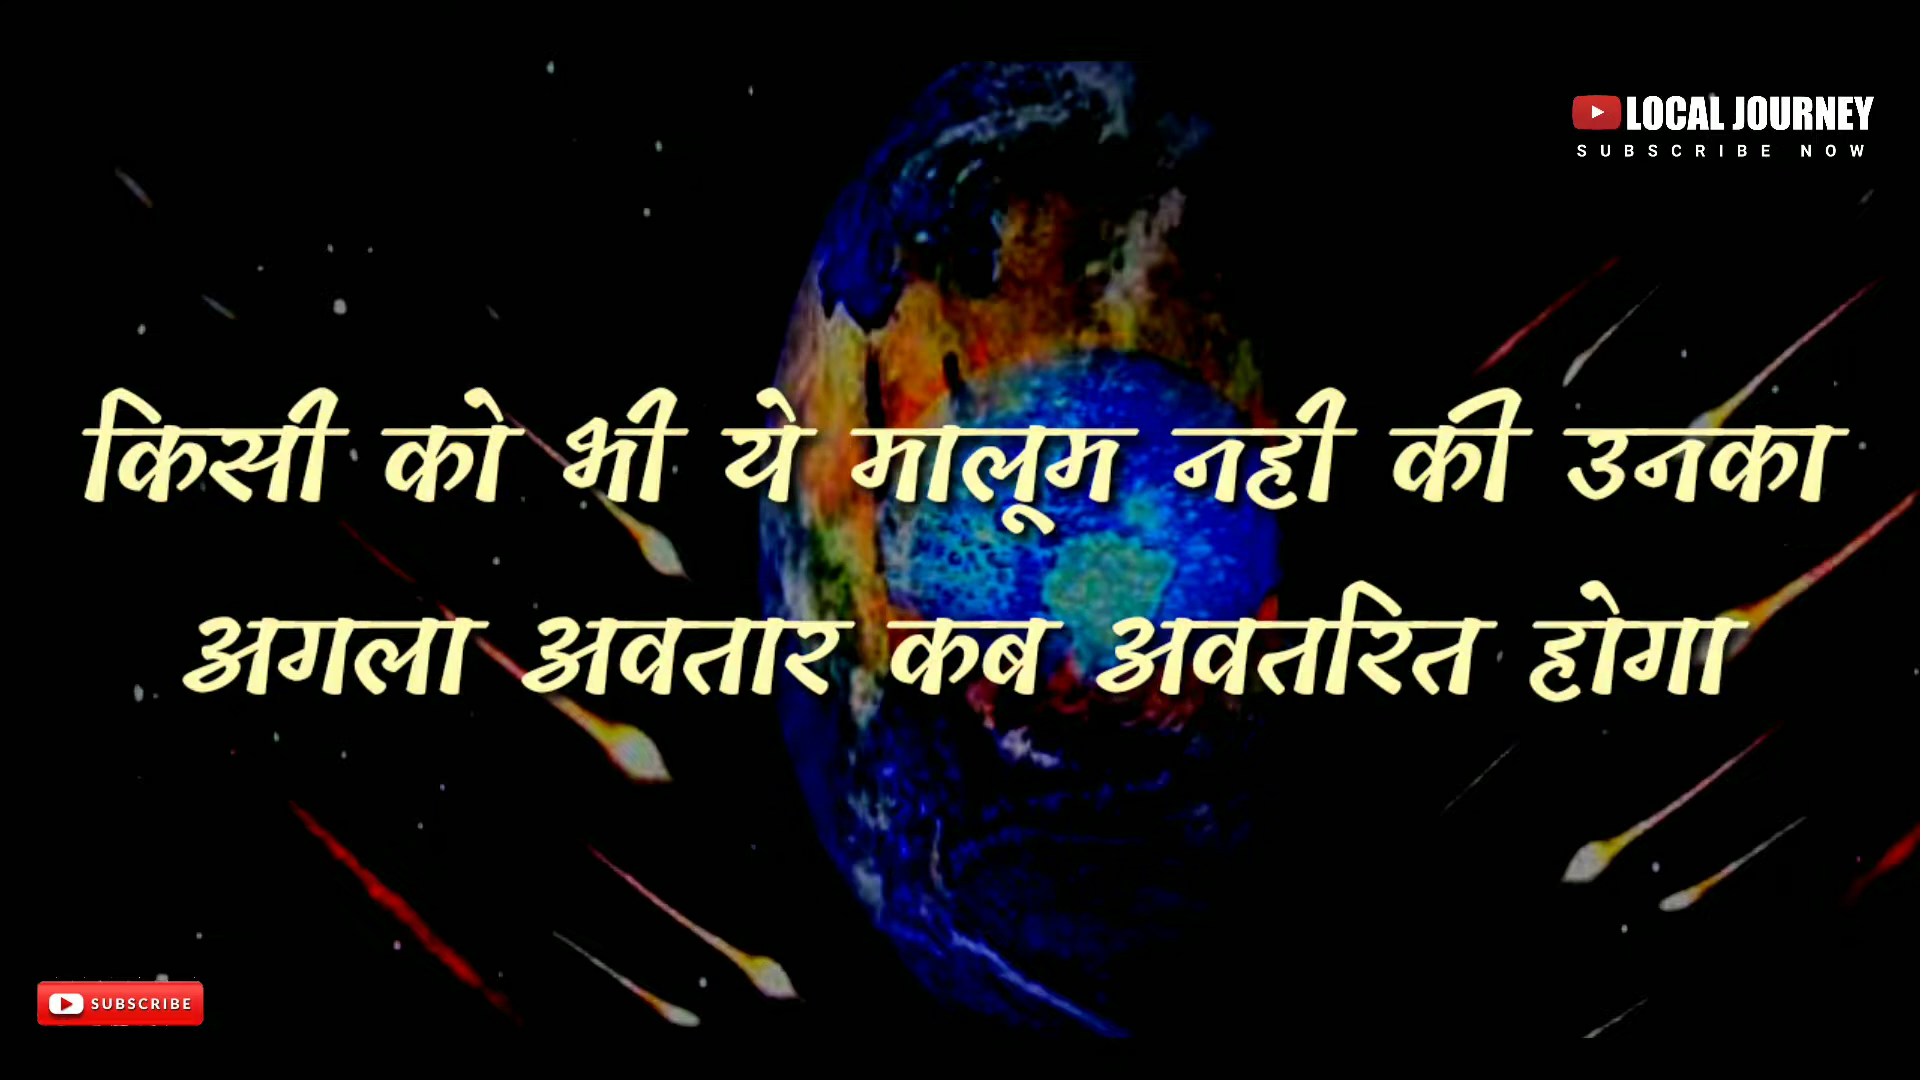 LOCAL JOURNEY
SUBSCRIBE NOW
किसी को भी ये मालूम नही की उनका
अगला अवतार कब अवतरित होगा
SUBSCRIBE